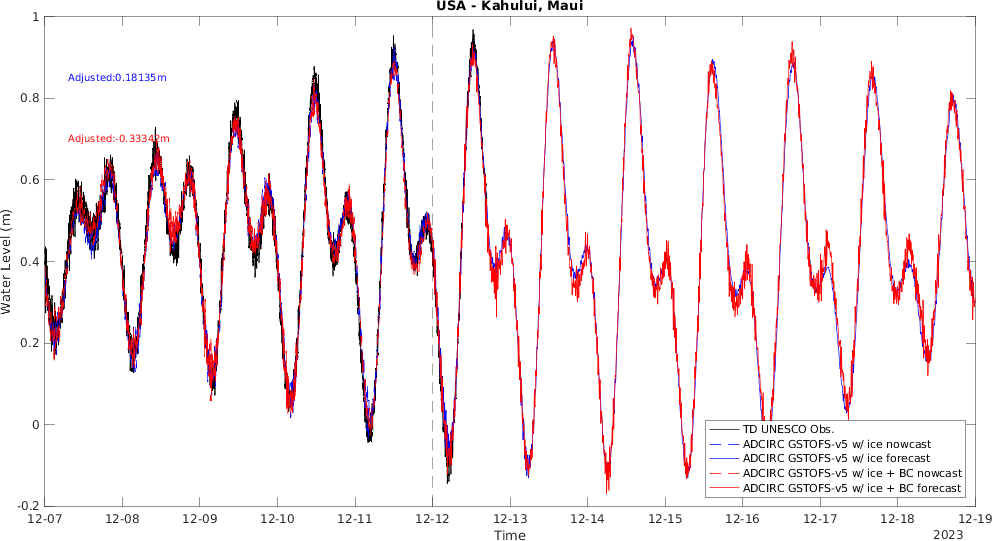 USA - Kahului, Maui
1
0.8
0.6
0.4
0.2
0
-0.2
Water Level (m)
Adjusted:0.18135m
Adjusted:-0.33342m
TD UNESCO Obs.
ADCIRC GSTOFS-v5 w/ ice nowcast
ADCIRC GSTOFS-v5 w/ ice forecast
ADCIRC GSTOFS-v5 w/ ice + BC nowcast
ADCIRC GSTOFS-v5 w/ ice + BC forecast
12-07 12-08 12-09 12-10 12-11 12-12 12-13 12-14 12-15 12-16 12-17 12-18 12-19
Time
2023